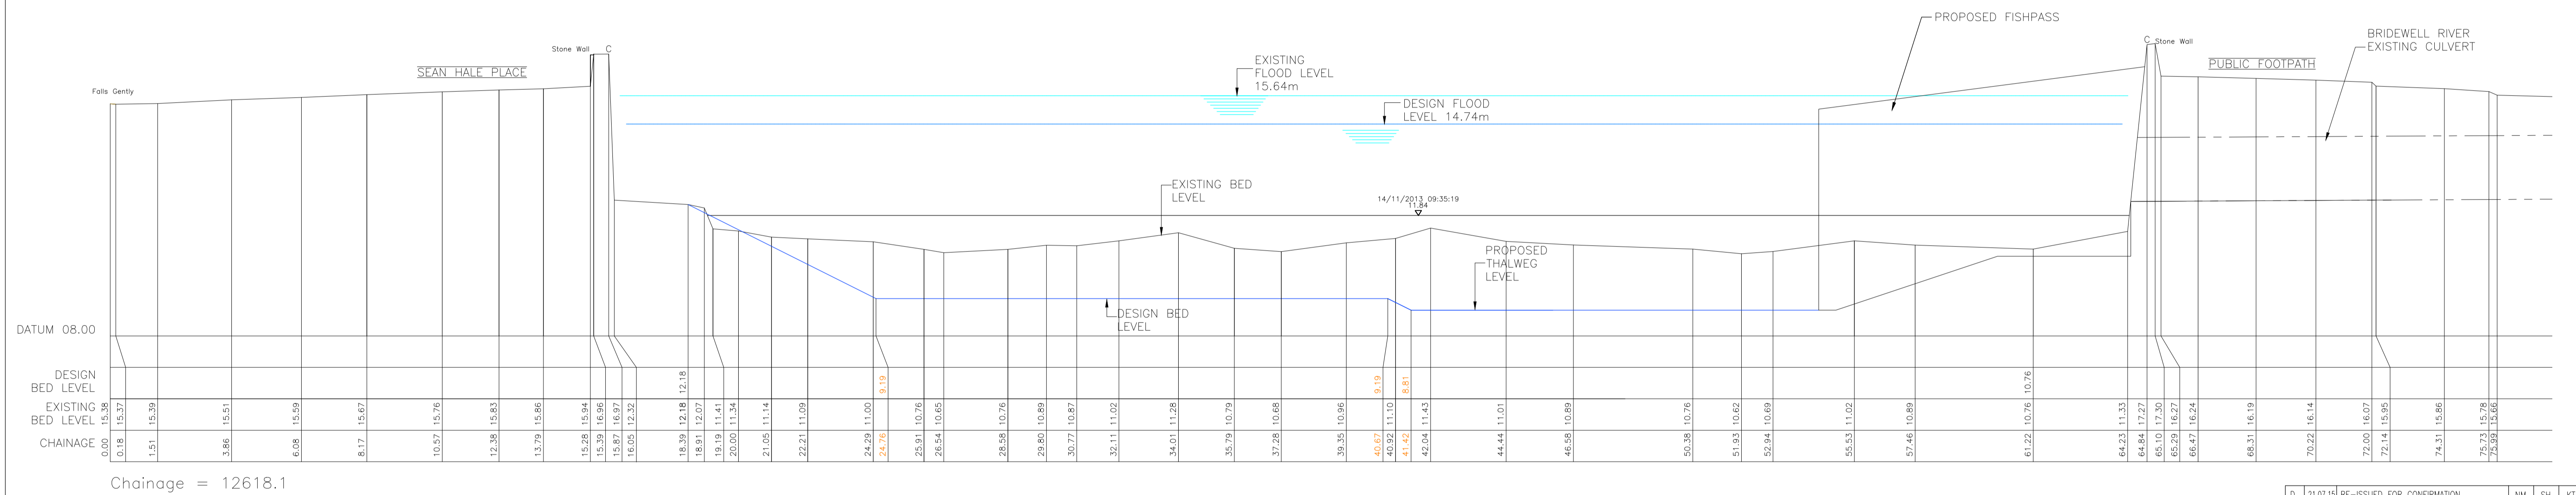 PROPOSED FISHPASS
BRIDEWELL RIVER
EXISTING CULVERT
Stone Wall
C
C
Stone Wall
SEAN HALE PLACE
EXISTING
FLOOD LEVEL
15.64m
PUBLIC FOOTPATH
Falls Gently
DESIGN FLOOD
LEVEL 14.74m
EXISTING BED
LEVEL
14/11/2013 09:35:19
11.84
PROPOSED
THALWEG
LEVEL
DESIGN BED
LEVEL
DATUM 08.00
DESIGN
BED LEVEL
12.18 9.19 9.19 8.81 10.76
EXISTING
BED LEVEL
15.38 15.37 15.39 15.51 15.59 15.67 15.76 15.83 15.86 15.94 16.96 16.97 12.32 12.18 12.07 11.41 11.34 11.14 11.09 11.00 10.76 10.65 10.76 10.89 10.87 11.02 11.28 10.79 10.68 10.96 11.10 11.43 11.01 10.89 10.76 10.62 10.69 11.02 10.89 10.76 11.33 17.27 17.30 16.27 16.24 16.19 16.14 16.07 15.95 15.86 15.78 15.66
CHAINAGE
0.00 0.18 1.51 3.86 6.08 8.17 10.57 12.38 13.79 15.28 15.39 15.87 16.05 18.39 18.91 19.19 20.00 21.05 22.21 24.29 24.76 25.91 26.54 28.58 29.80 30.77 32.11 34.01 35.79 37.28 39.35 40.67 40.92 41.42 42.04 44.44 46.58 50.38 51.93 52.94 55.53 57.46 61.22 64.23 64.84 65.10 65.29 66.47 68.31 70.22 72.00 72.14 74.31 75.73 75.99
Chainage = 12618.1
D 21.07.15 RE-ISSUED FOR CONFIRMATION NM SH KT